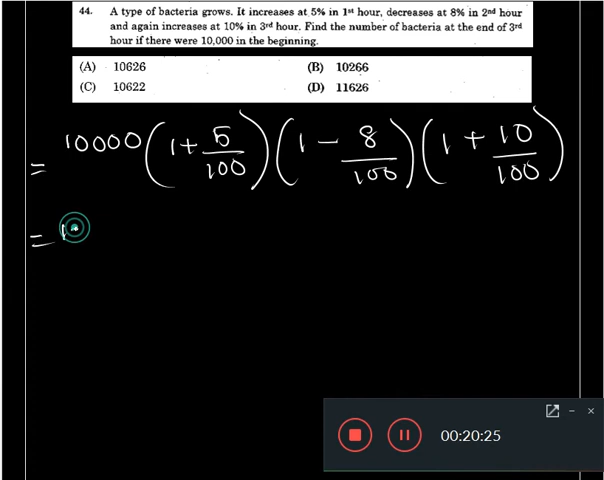 44. A type of bacteria grows. It increases at 5% in 1st hour, decreases at 8% in 2nd hour
and again increases at 10% in 3rd hour. Find the number of bacteria at the end of 3rd
hour if there were 10,000 in the beginning.
(A) 10626 (B) 10266
(C) 10622 (D) 11626
= 10000 (1 + 5/100) (1 - 8/100) (1 + 10/100)
= 1
00:20:25